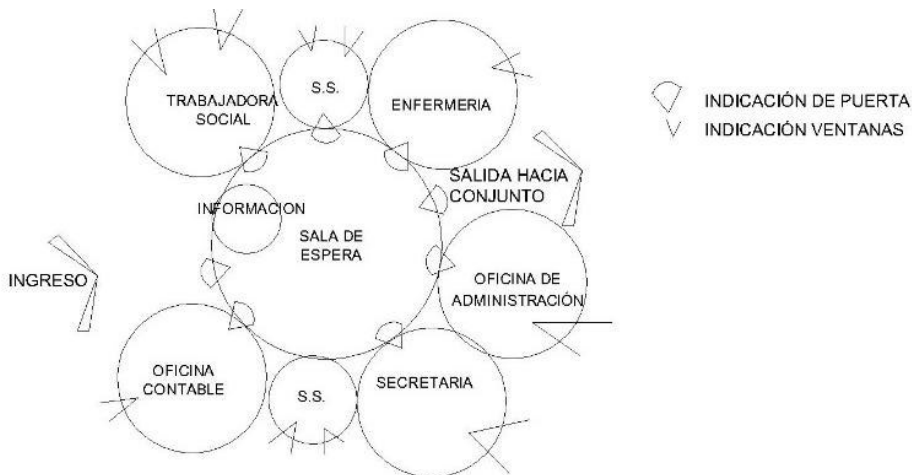 S.S.
TRABAJADORA
SOCIAL
ENFERMERIA
INDICACIÓN DE PUERTA
INDICACIÓN VENTANAS
SALIDA HACIA
CONJUNTO
INFORMACION
SALA DE
ESPERA
INGRESO
OFICINA DE
ADMINISTRACIÓN
OFICINA
CONTABLE
S.S.
SECRETARIA